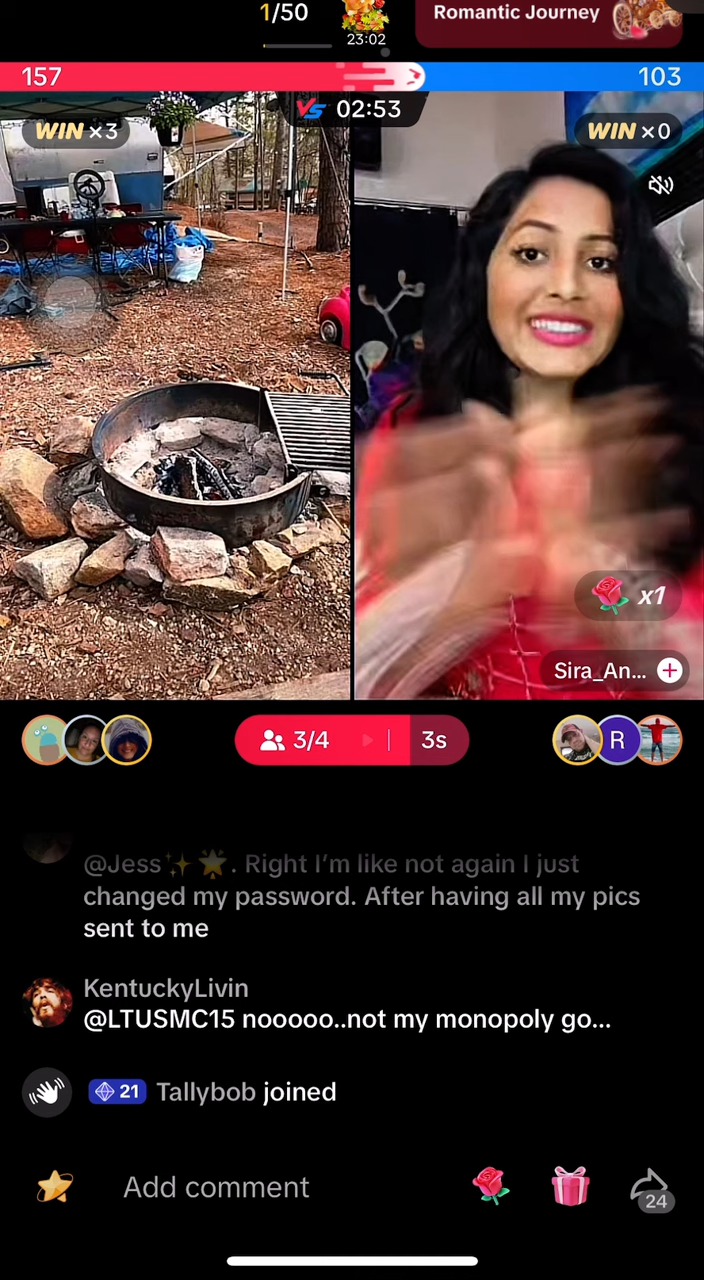 1/50
23:02
Romantic Journey
157
103
VS 02:53
WIN ×3
WIN ×0
x1
Sira_An...
3/4
3s
R
@Jess✨🌟. Right I'm like not again I just
changed my password. After having all my pics
sent to me
KentuckyLivin
@LTUSMC15 nooooo..not my monopoly go...
21 Tallybob joined
Add comment
24